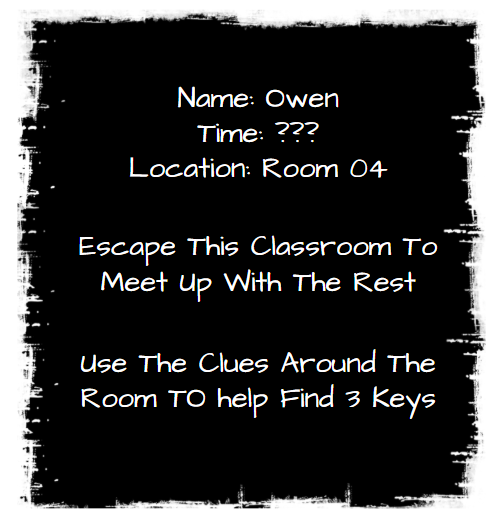 Name: Owen
Time: ???
Location: Room 04
Escape This Classroom To
Meet Up With The Rest
Use The Clues Around The
Room TO help Find 3 Keys